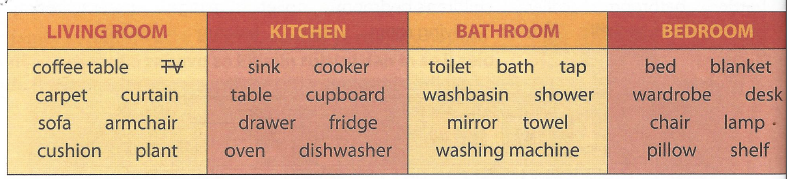 LIVING ROOM KITCHEN BATHROOM BEDROOM
coffee table TV sink cooker toilet bath tap bed blanket
carpet curtain table cupboard washbasin shower wardrobe desk
sofa armchair drawer fridge mirror towel chair lamp
cushion plant oven dishwasher washing machine pillow shelf